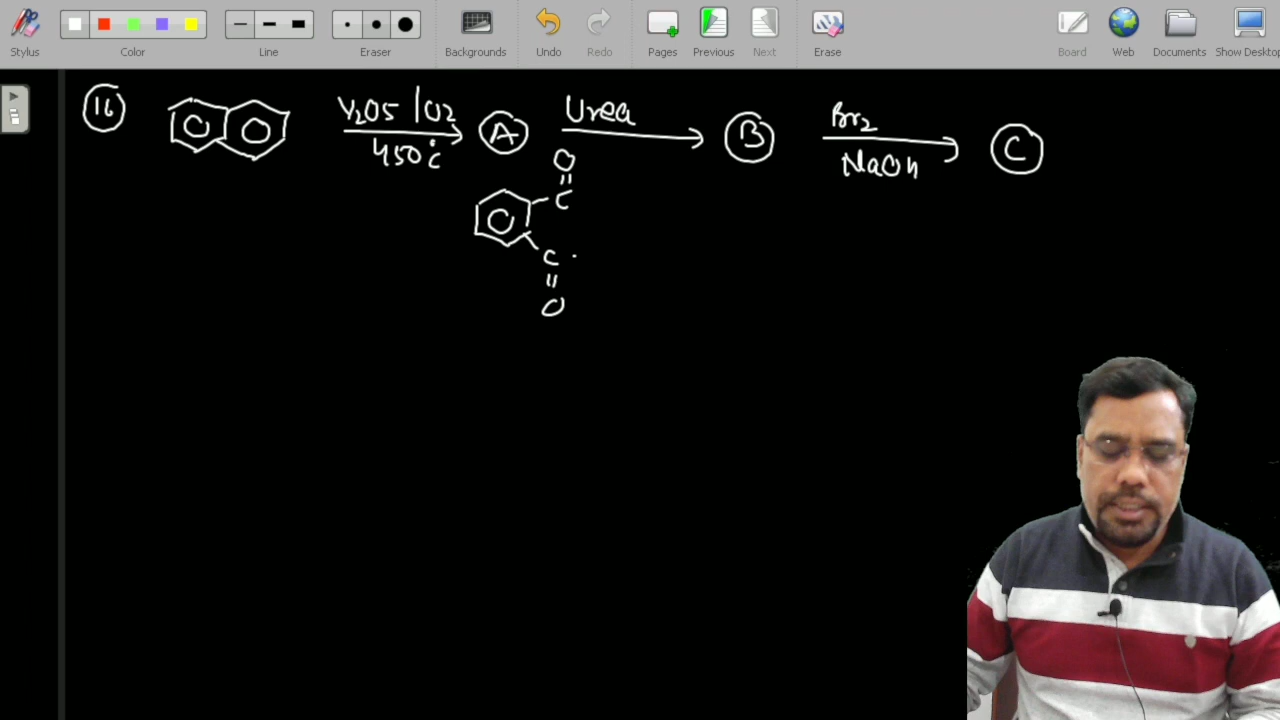 Stylus Color Line Eraser Backgrounds Undo Redo Pages Previous Next Erase Board Web Documents Show Deskto
16 V2O5 / O2 Urea Br2
A B C
450°C NaOH
O
C
C
O